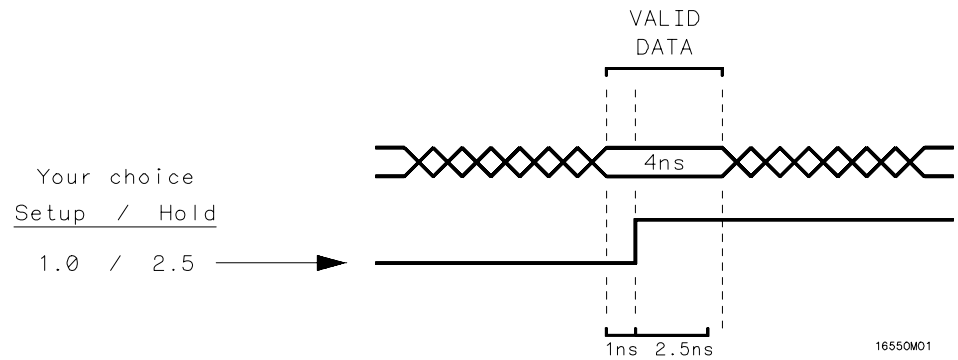 VALID
DATA
4ns
Your choice
Setup / Hold
1.0 / 2.5
1ns 2.5ns
16550M01